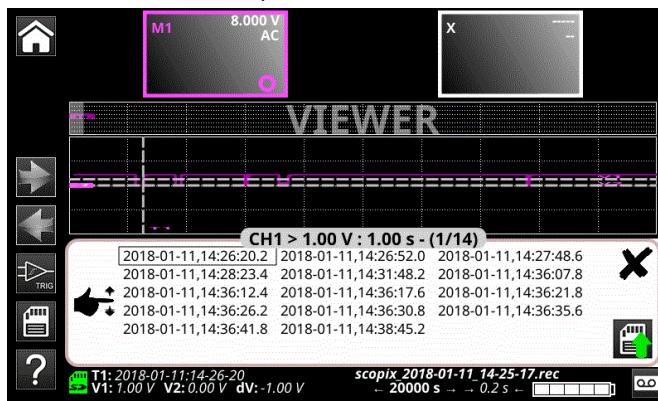 M1 8.000 V
AC
X -----
--
VIEWER
CH1 > 1.00 V : 1.00 s - (1/14)
2018-01-11,14:26:20.2 2018-01-11,14:26:52.0 2018-01-11,14:27:48.6
2018-01-11,14:28:23.4 2018-01-11,14:31:48.2 2018-01-11,14:36:07.8
2018-01-11,14:36:12.4 2018-01-11,14:36:17.6 2018-01-11,14:36:21.8
2018-01-11,14:36:26.2 2018-01-11,14:36:30.8 2018-01-11,14:36:35.6
2018-01-11,14:36:41.8 2018-01-11,14:38:45.2
TRIG
?
T1: 2018-01-11:14-26-20 scopix_2018-01-11_14-25-17.rec
V1: 1.00 V V2: 0.00 V dV: -1.00 V ← 20000 s → → 0.2 s ←